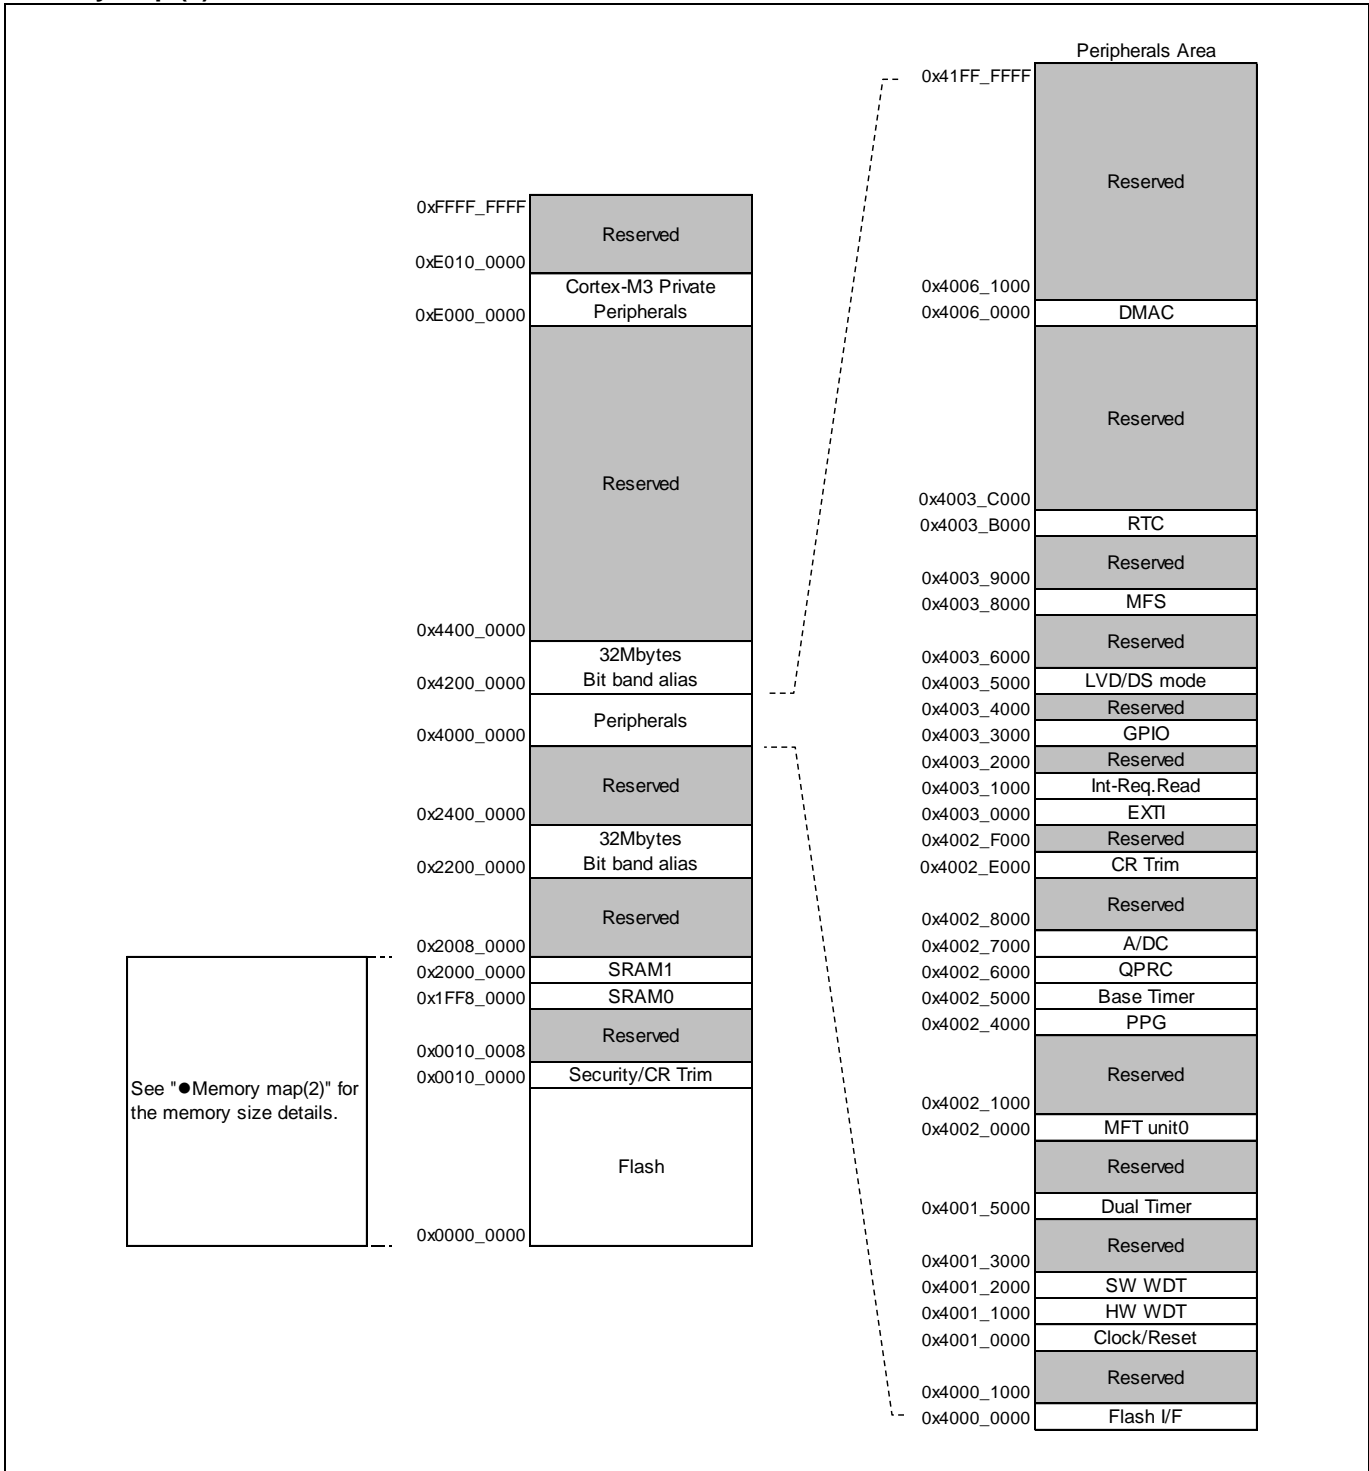 Peripherals Area
0x41FF_FFFF
Reserved
0x4006_1000
0x4006_0000 DMAC
Reserved
0x4003_C000
0x4003_B000 RTC
Reserved
0x4003_9000
0x4003_8000 MFS
Reserved
0x4003_6000
0x4003_5000 LVD/DS mode
0x4003_4000 Reserved
0x4003_3000 GPIO
0x4003_2000 Reserved
0x4003_1000 Int-Req.Read
0x4003_0000 EXTI
0x4002_F000 Reserved
0x4002_E000 CR Trim
Reserved
0x4002_8000
0x4002_7000 A/DC
0x4002_6000 QPRC
0x4002_5000 Base Timer
0x4002_4000 PPG
Reserved
0x4002_1000
0x4002_0000 MFT unit0
Reserved
0x4001_5000 Dual Timer
Reserved
0x4001_3000
0x4001_2000 SW WDT
0x4001_1000 HW WDT
0x4001_0000 Clock/Reset
Reserved
0x4000_1000
0x4000_0000 Flash I/F
0xFFFF_FFFF
Reserved
0xE010_0000
Cortex-M3 Private
0xE000_0000 Peripherals
Reserved
0x4400_0000
32Mbytes
0x4200_0000 Bit band alias
Peripherals
0x4000_0000
Reserved
0x2400_0000
32Mbytes
0x2200_0000 Bit band alias
Reserved
0x2008_0000
0x2000_0000 SRAM1
0x1FF8_0000 SRAM0
Reserved
0x0010_0008
0x0010_0000 Security/CR Trim
Flash
0x0000_0000
See "●Memory map(2)" for
the memory size details.